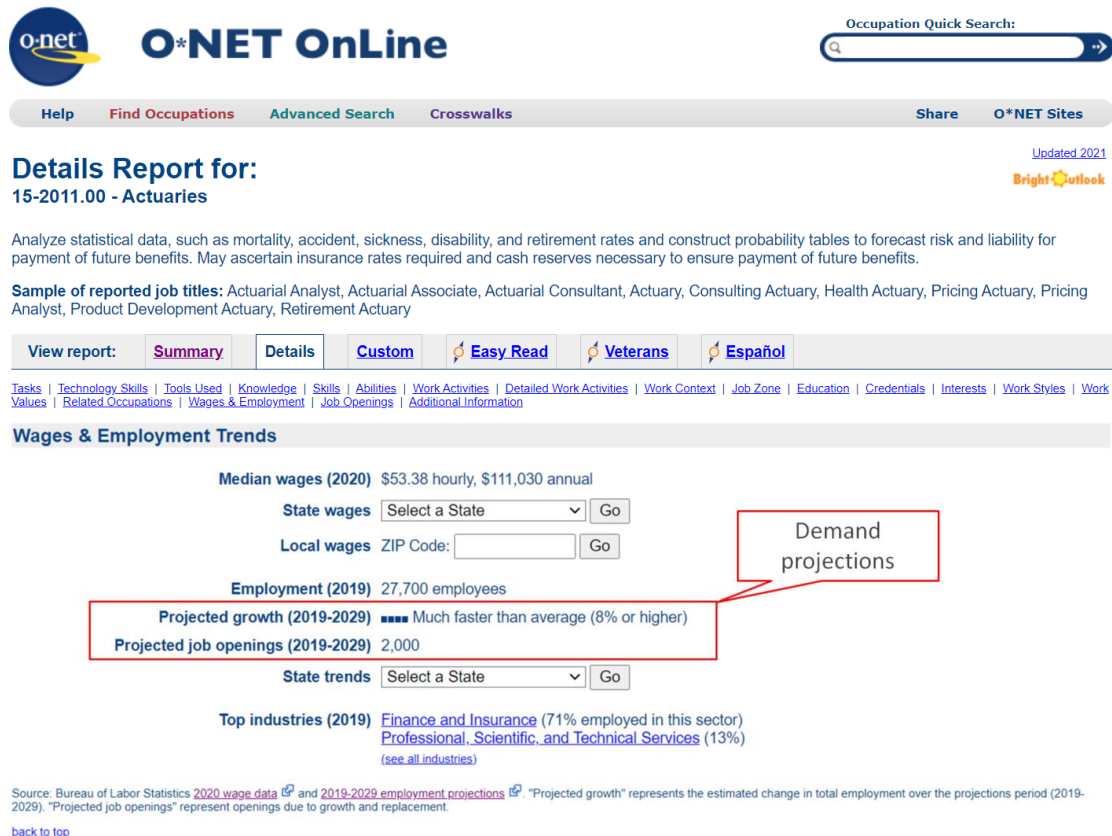 o·net
O*NET OnLine
Occupation Quick Search:
Help Find Occupations Advanced Search Crosswalks Share O*NET Sites
Updated 2021
Details Report for:
Bright Outlook
15-2011.00 - Actuaries
Analyze statistical data, such as mortality, accident, sickness, disability, and retirement rates and construct probability tables to forecast risk and liability for
payment of future benefits. May ascertain insurance rates required and cash reserves necessary to ensure payment of future benefits.
Sample of reported job titles: Actuarial Analyst, Actuarial Associate, Actuarial Consultant, Actuary, Consulting Actuary, Health Actuary, Pricing Actuary, Pricing
Analyst, Product Development Actuary, Retirement Actuary
View report: Summary Details Custom Easy Read Veterans Español
Tasks | Technology Skills | Tools Used | Knowledge | Skills | Abilities | Work Activities | Detailed Work Activities | Work Context | Job Zone | Education | Credentials | Interests | Work Styles | Work
Values | Related Occupations | Wages & Employment | Job Openings | Additional Information
Wages & Employment Trends
Median wages (2020) $53.38 hourly, $111,030 annual
State wages Select a State Go
Local wages ZIP Code: Go
Demand
projections
Employment (2019) 27,700 employees
Projected growth (2019-2029) Much faster than average (8% or higher)
Projected job openings (2019-2029) 2,000
State trends Select a State Go
Top industries (2019) Finance and Insurance (71% employed in this sector)
Professional, Scientific, and Technical Services (13%)
(see all industries)
Source: Bureau of Labor Statistics 2020 wage data and 2019-2029 employment projections. "Projected growth" represents the estimated change in total employment over the projections period (2019-
2029). "Projected job openings" represent openings due to growth and replacement.
back to top